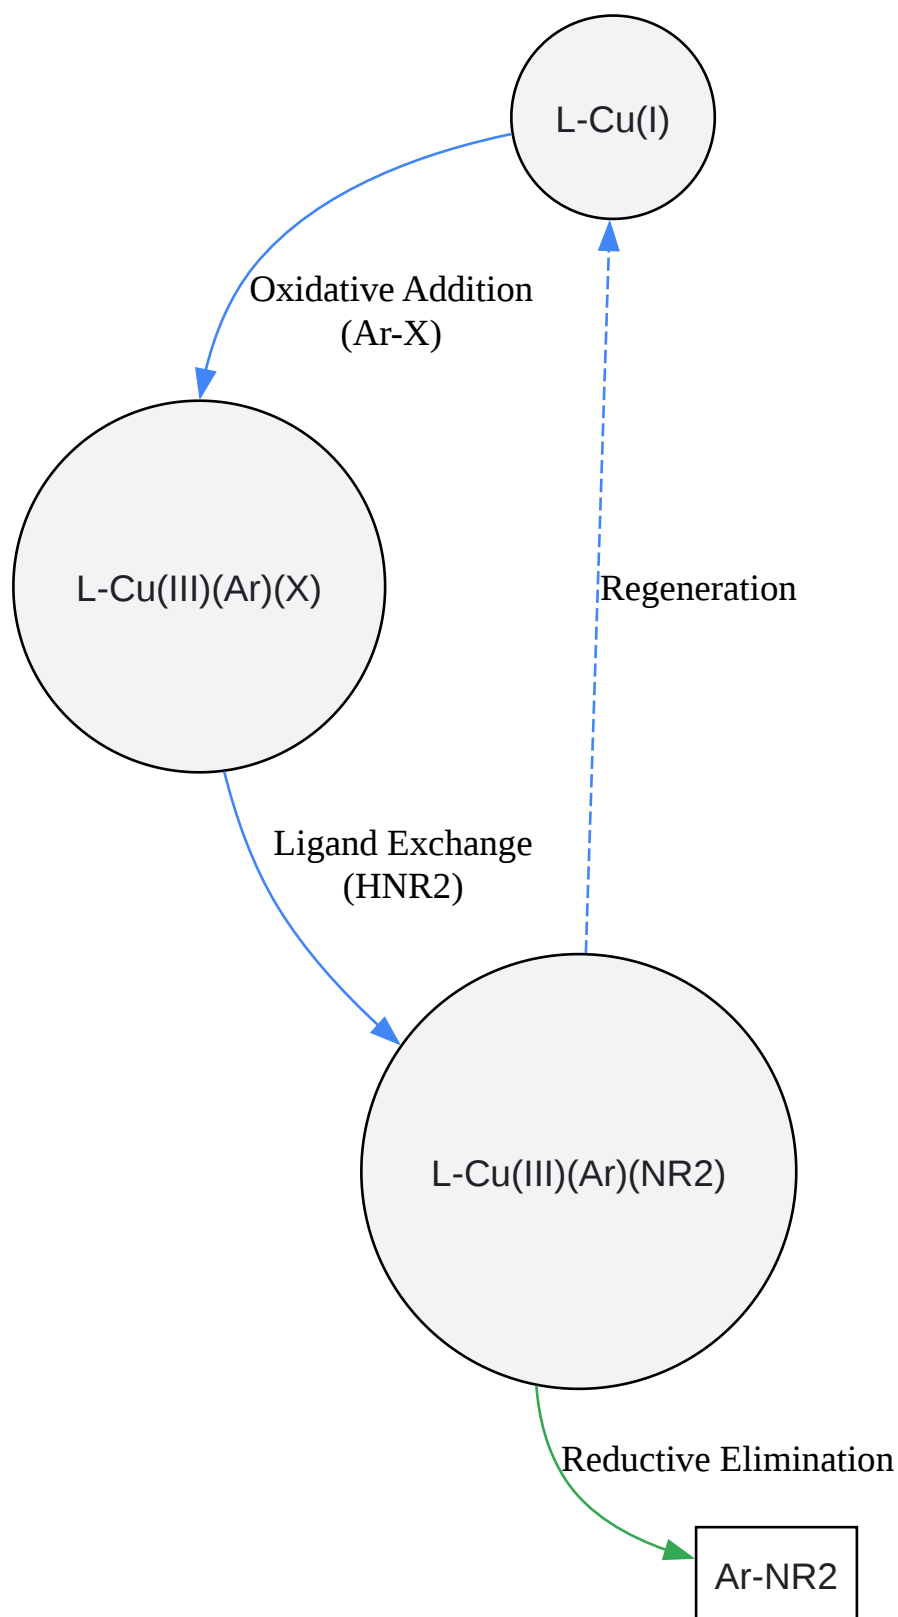 L-Cu(I)
Oxidative Addition
(Ar-X)
L-Cu(III)(Ar)(X)
Regeneration
Ligand Exchange
(HNR2)
L-Cu(III)(Ar)(NR2)
Reductive Elimination
Ar-NR2